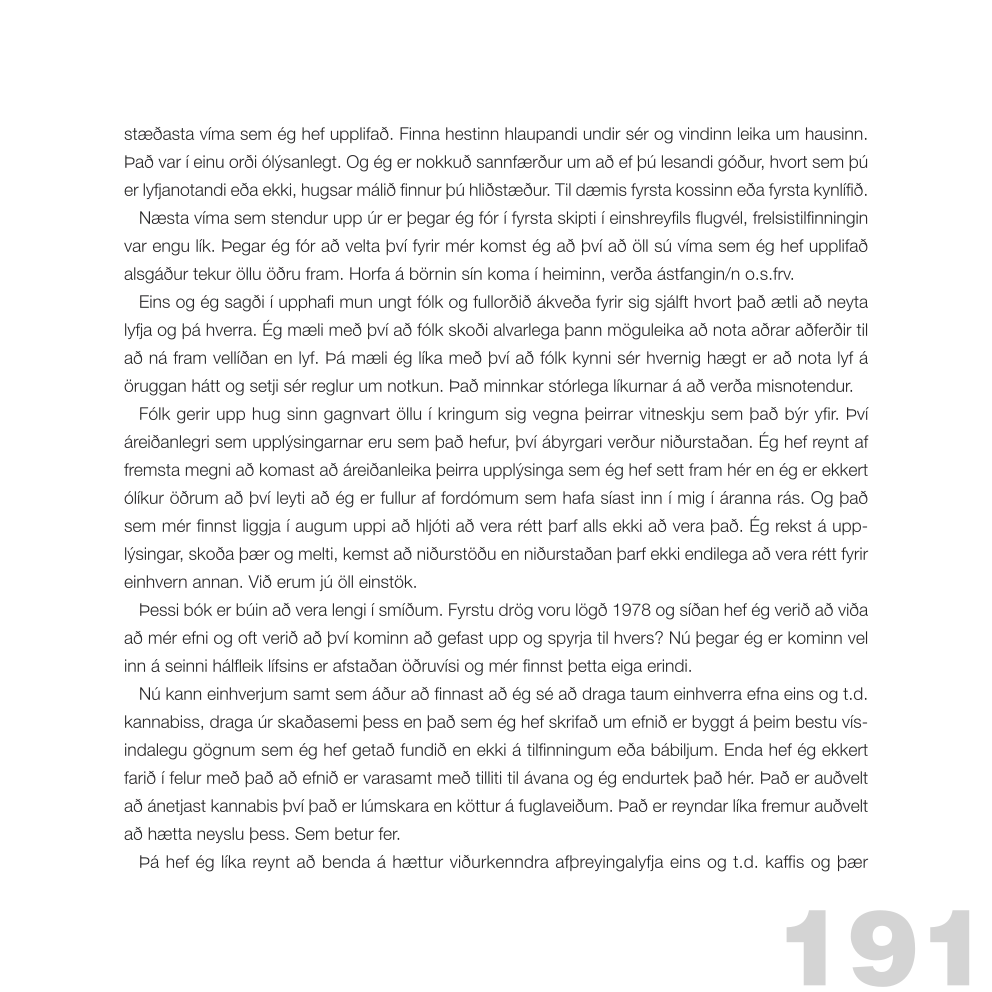 stæðasta víma sem ég hef upplifað. Finna hestinn hlaupandi undir sér og vindinn leika um hausinn.
Það var í einu orði ólýsanlegt. Og ég er nokkuð sannfærður um að ef þú lesandi góður, hvort sem þú
er lyfjanotandi eða ekki, hugsar málið finnur þú hliðstæður. Til dæmis fyrsta kossinn eða fyrsta kynlífið.
Næsta víma sem stendur upp úr er þegar ég fór í fyrsta skipti í einshreyfils flugvél, frelsistilfinningin
var engu lík. Þegar ég fór að velta því fyrir mér komst ég að því að öll sú víma sem ég hef upplifað
alsgáður tekur öllu öðru fram. Horfa á börnin sín koma í heiminn, verða ástfangin/n o.s.frv.
Eins og ég sagði í upphafi mun ungt fólk og fullorðið ákveða fyrir sig sjálft hvort það ætli að neyta
lyfja og þá hverra. Ég mæli með því að fólk skoði alvarlega þann möguleika að nota aðrar aðferðir til
að ná fram vellíðan en lyf. Þá mæli ég líka með því að fólk kynni sér hvernig hægt er að nota lyf á
öruggan hátt og setji sér reglur um notkun. Það minnkar stórlega líkurnar á að verða misnotendur.
Fólk gerir upp hug sinn gagnvart öllu í kringum sig vegna þeirrar vitneskju sem það býr yfir. Því
áreiðanlegri sem upplýsingarnar eru sem það hefur, því ábyrgari verður niðurstaðan. Ég hef reynt af
fremsta megni að komast að áreiðanleika þeirra upplýsinga sem ég hef sett fram hér en ég er ekkert
ólíkur öðrum að því leyti að ég er fullur af fordómum sem hafa síast inn í mig í áranna rás. Og það
sem mér finnst liggja í augum uppi að hljóti að vera rétt þarf alls ekki að vera það. Ég rekst á upp-
lýsingar, skoða þær og melti, kemst að niðurstöðu en niðurstaðan þarf ekki endilega að vera rétt fyrir
einhvern annan. Við erum jú öll einstök.
Þessi bók er búin að vera lengi í smíðum. Fyrstu drög voru lögð 1978 og síðan hef ég verið að viða
að mér efni og oft verið að því kominn að gefast upp og spyrja til hvers? Nú þegar ég er kominn vel
inn á seinni hálfleik lífsins er afstaðan öðruvísi og mér finnst þetta eiga erindi.
Nú kann einhverjum samt sem áður að finnast að ég sé að draga taum einhverra efna eins og t.d.
kannabiss, draga úr skaðasemi þess en það sem ég hef skrifað um efnið er byggt á þeim bestu vís-
indalegu gögnum sem ég hef getað fundið en ekki á tilfinningum eða bábiljum. Enda hef ég ekkert
farið í felur með það að efnið er varasamt með tilliti til ávana og ég endurtek það hér. Það er auðvelt
að ánetjast kannabis því það er lúmskara en köttur á fuglaveiðum. Það er reyndar líka fremur auðvelt
að hætta neyslu þess. Sem betur fer.
Þá hef ég líka reynt að benda á hættur viðurkenndra afþreyingalyfja eins og t.d. kaffis og þær
191